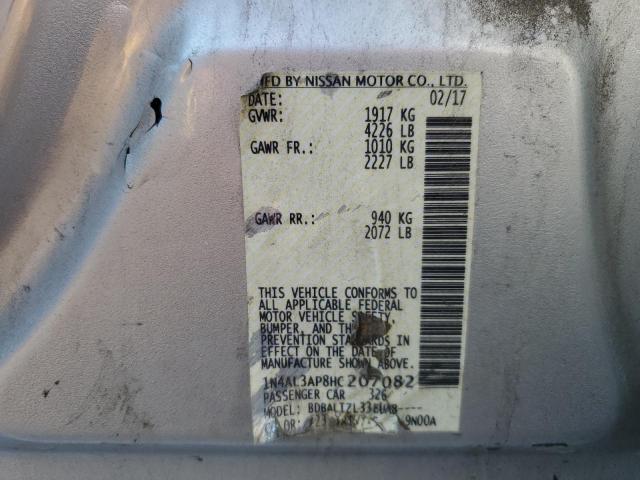 MFD BY NISSAN MOTOR CO., LTD.
DATE: 02/17
GVWR: 1917 KG
4226 LB
GAWR FR.: 1010 KG
2227 LB
GAWR RR.: 940 KG
2072 LB
THIS VEHICLE CONFORMS TO
ALL APPLICABLE FEDERAL
MOTOR VEHICLE SAFETY,
BUMPER, AND
PREVENTION STANDARDS IN
EFFECT ON THE DATE OF
MANUFACTURE SHOWN ABOVE.
1N4AL3AP8HC207082
PASSENGER CAR 326
MODEL:
9N00A